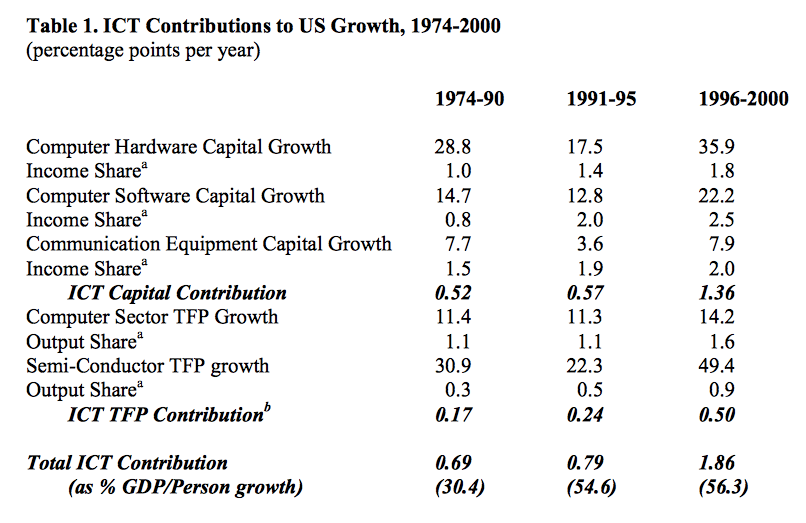 Table 1. ICT Contributions to US Growth, 1974-2000
(percentage points per year)
1974-90 1991-95 1996-2000
Computer Hardware Capital Growth 28.8 17.5 35.9
Income Shareᵃ 1.0 1.4 1.8
Computer Software Capital Growth 14.7 12.8 22.2
Income Shareᵃ 0.8 2.0 2.5
Communication Equipment Capital Growth 7.7 3.6 7.9
Income Shareᵃ 1.5 1.9 2.0
ICT Capital Contribution 0.52 0.57 1.36
Computer Sector TFP Growth 11.4 11.3 14.2
Output Shareᵃ 1.1 1.1 1.6
Semi-Conductor TFP growth 30.9 22.3 49.4
Output Shareᵃ 0.3 0.5 0.9
ICT TFP Contributionᵇ 0.17 0.24 0.50
Total ICT Contribution 0.69 0.79 1.86
(as % GDP/Person growth) (30.4) (54.6) (56.3)